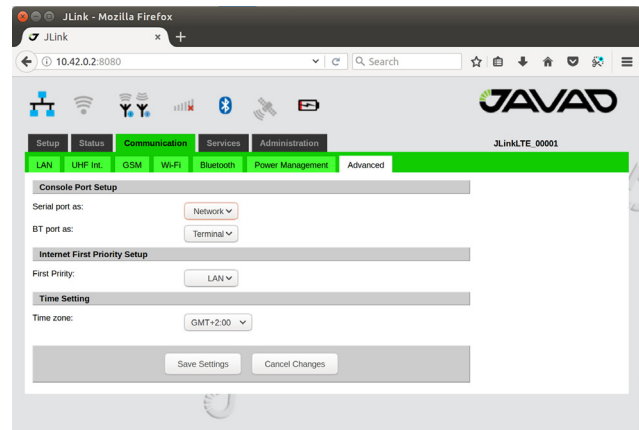 JLink - Mozilla Firefox
JLink × +
10.42.0.2:8080 Search
JAVAD
Setup Status Communication Services Administration JLinkLTE_00001
LAN UHF Int. GSM Wi-Fi Bluetooth Power Management Advanced
Console Port Setup
Serial port as: Network
BT port as: Terminal
Internet First Priority Setup
First Pririty: LAN
Time Setting
Time zone: GMT+2:00
Save Settings Cancel Changes